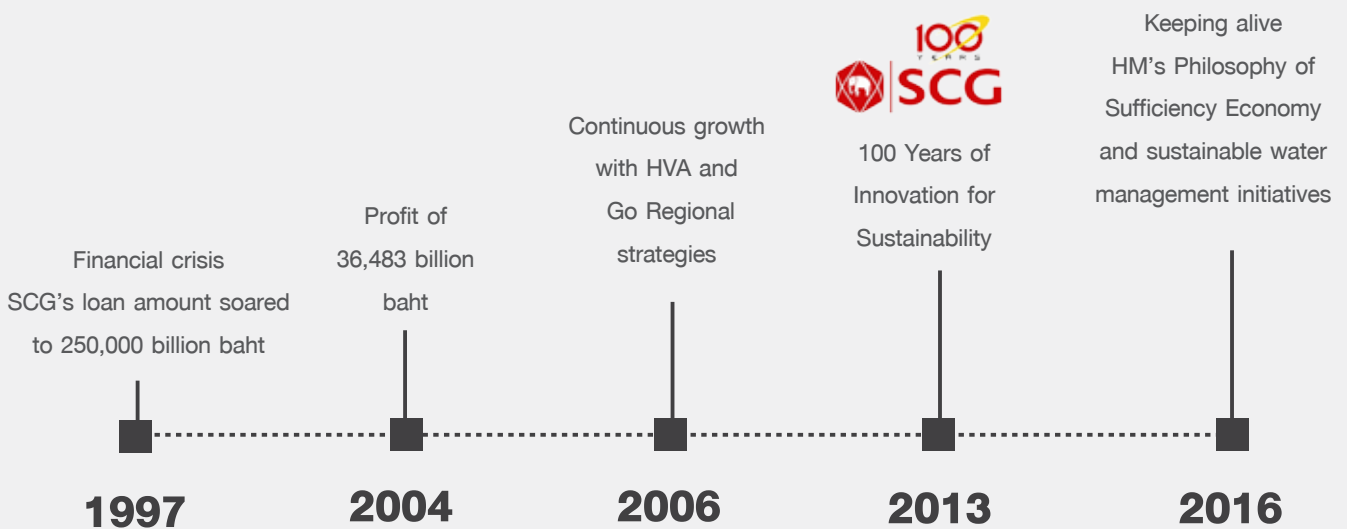 Financial crisis
SCG's loan amount soared
to 250,000 billion baht
1997
Profit of
36,483 billion
baht
2004
Continuous growth
with HVA and
Go Regional
strategies
2006
100
YEARS
SCG
100 Years of
Innovation for
Sustainability
2013
Keeping alive
HM's Philosophy of
Sufficiency Economy
and sustainable water
management initiatives
2016